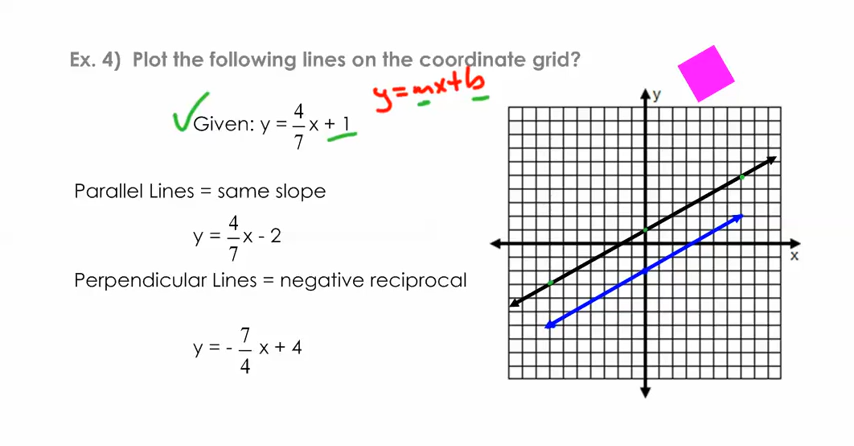 Ex. 4) Plot the following lines on the coordinate grid?
y = mx + b
Given: y = 4/7 x + 1
Parallel Lines = same slope
y = 4/7 x - 2
Perpendicular Lines = negative reciprocal
y = - 7/4 x + 4
y
x